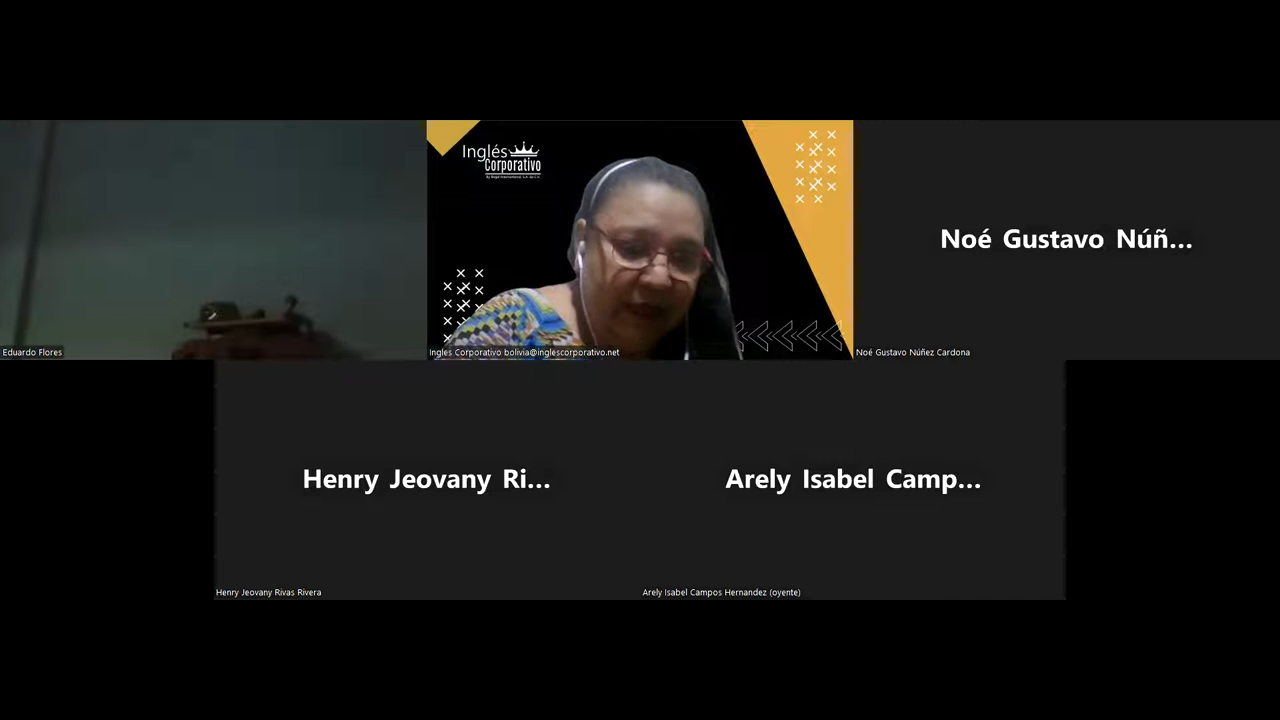 Inglés
Corporativo
Noé Gustavo Núñ...
Eduardo Flores
Ingles Corporativo bolivia@inglescorporativo.net
Noé Gustavo Núñez Cardona
Henry Jeovany Ri...
Arely Isabel Camp...
Henry Jeovany Rivas Rivera
Arely Isabel Campos Hernandez (oyente)